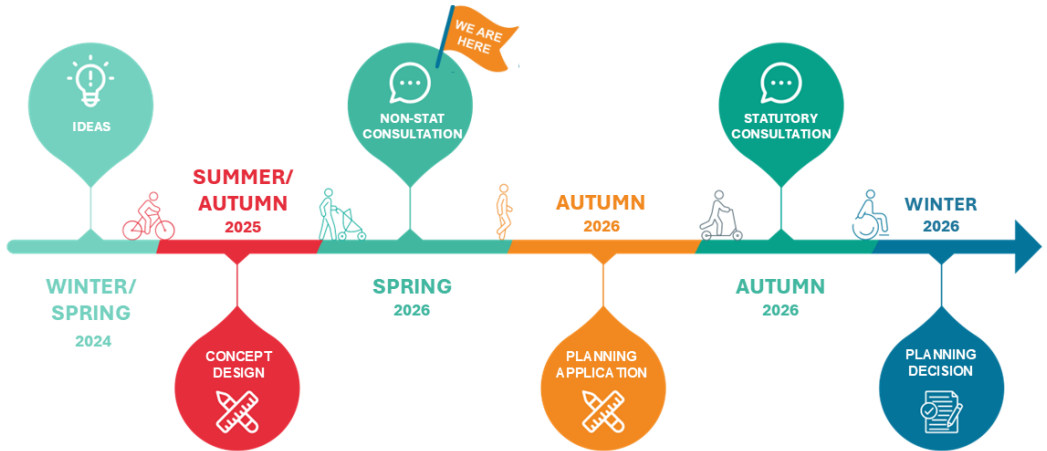 IDEAS
WINTER/
SPRING
2024
SUMMER/
AUTUMN
2025
CONCEPT
DESIGN
WE ARE
HERE
NON-STAT
CONSULTATION
SPRING
2026
AUTUMN
2026
PLANNING
APPLICATION
STATUTORY
CONSULTATION
AUTUMN
2026
WINTER
2026
PLANNING
DECISION